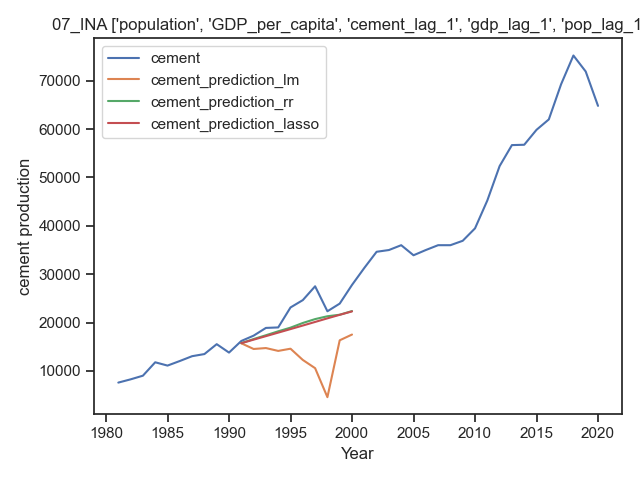 07_INA ['population', 'GDP_per_capita', 'cement_lag_1', 'gdp_lag_1', 'pop_lag_1
cement
cement_prediction_lm
cement_prediction_rr
cement_prediction_lasso
cement production
70000
60000
50000
40000
30000
20000
10000
1980 1985 1990 1995 2000 2005 2010 2015 2020
Year